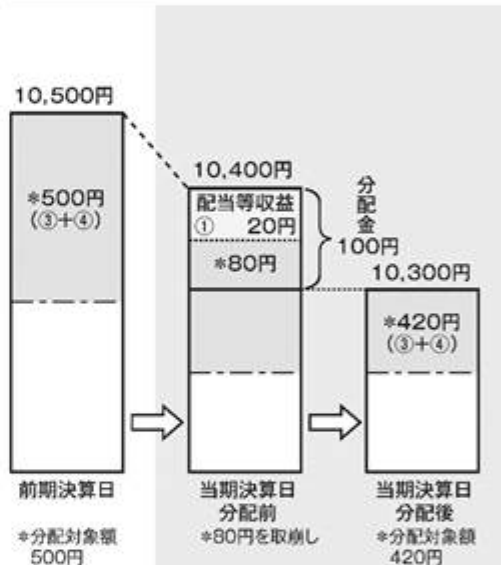 10,500円
*500円
(③+④)
10,400円
配当等収益
① 20円
*80円
分配金
100円
10,300円
*420円
(③+④)
前期決算日
*分配対象額
500円
当期決算日
分配前
*80円を取崩し
当期決算日
分配後
*分配対象額
420円